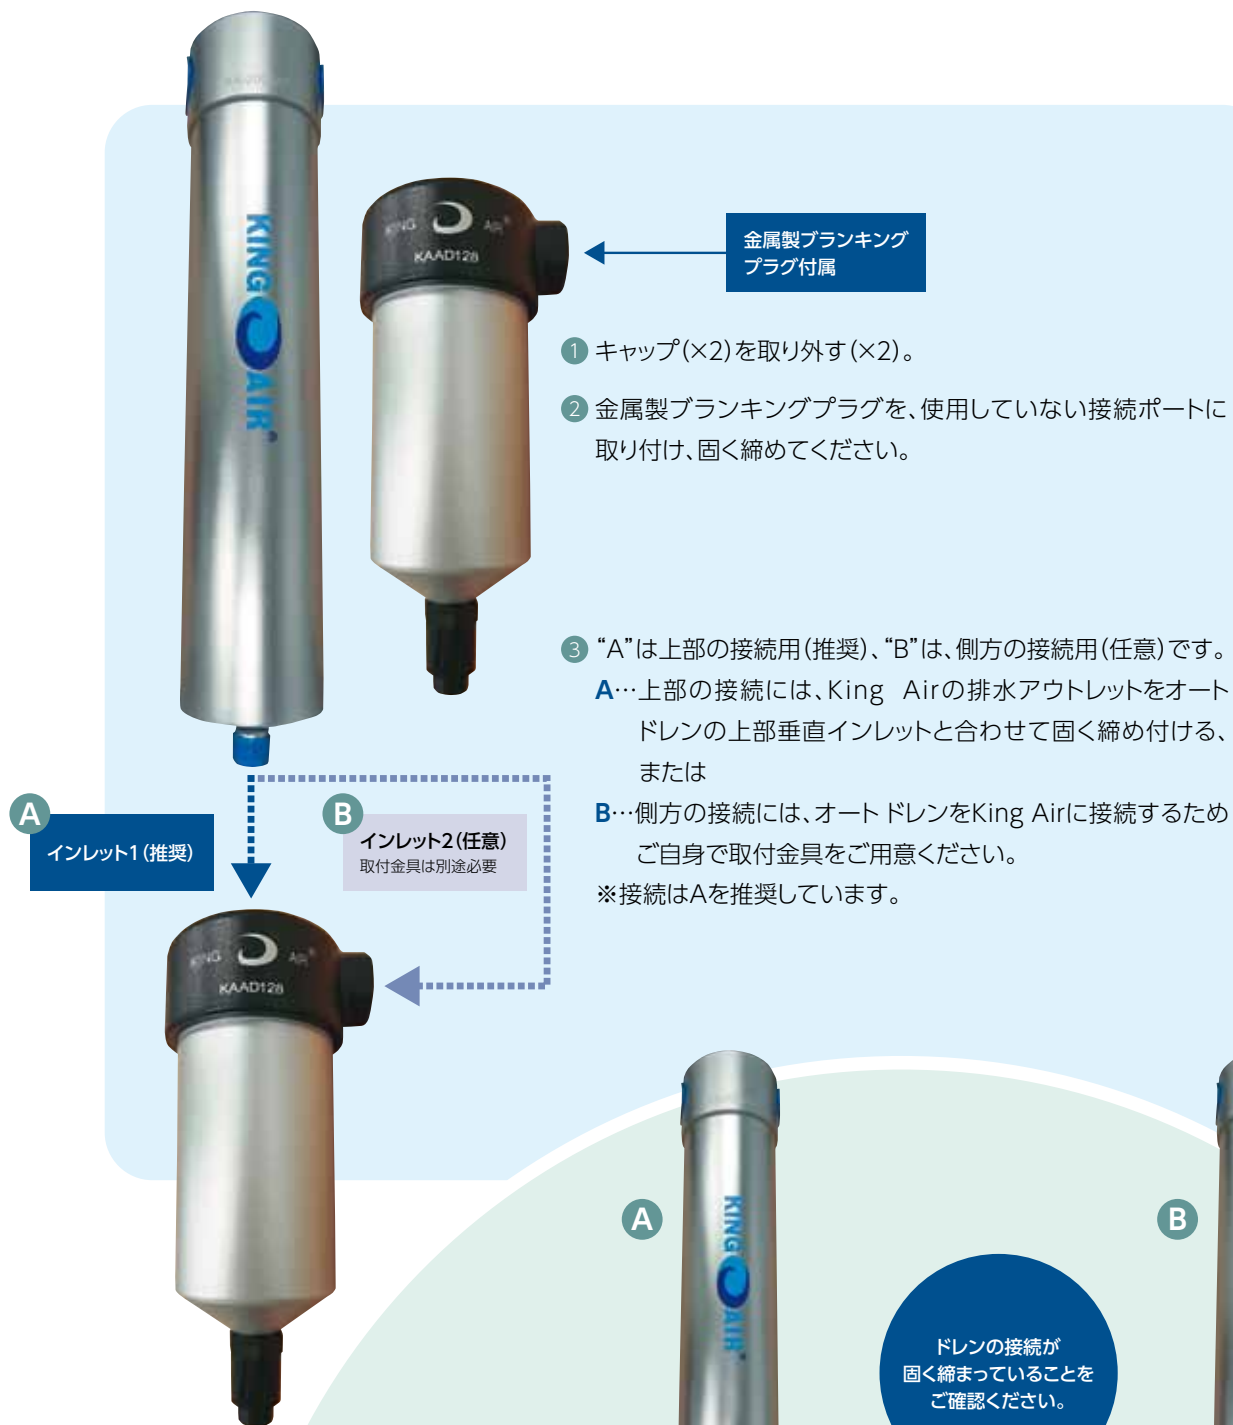 KING AIR®
KING AIR®
KAAD128
金属製ブランキング
プラグ付属
1 キャップ(×2)を取り外す(×2)。
2 金属製ブランキングプラグを、使用していない接続ポートに
取り付け、固く締めてください。
3 “A”は上部の接続用(推奨)、“B”は、側方の接続用(任意)です。
A…上部の接続には、King Airの排水アウトレットをオート
ドレンの上部垂直インレットと合わせて固く締め付ける、
または
B…側方の接続には、オートドレンをKing Airに接続するため
ご自身で取付金具をご用意ください。
※接続はAを推奨しています。
A
インレット1(推奨)
B
インレット2(任意)
取付金具は別途必要
KING AIR®
KAAD128
A
KING AIR®
B
ドレンの接続が
固く締まっていることを
ご確認ください。